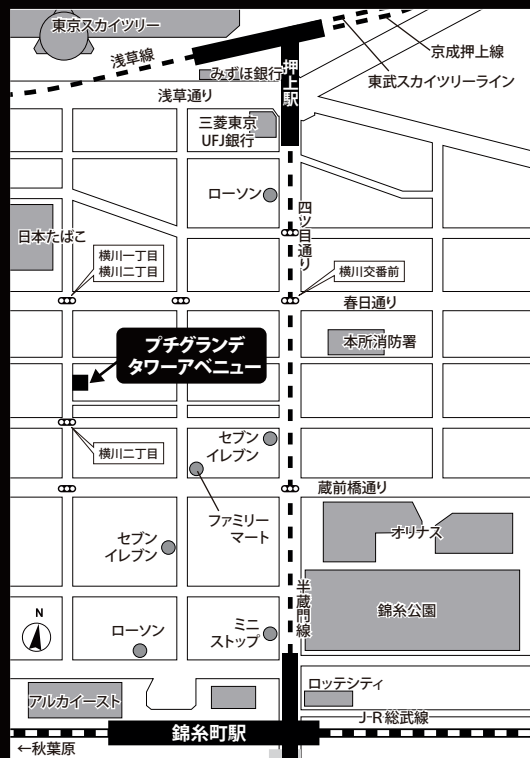 東京スカイツリー
浅草線
みずほ銀行
押上駅
京成押上線
東武スカイツリーライン
浅草通り
三菱東京
UFJ銀行
ローソン
四ツ目通り
日本たばこ
横川一丁目
横川二丁目
横川交番前
春日通り
本所消防署
プチグランデ
タワーアベニュー
横川二丁目
セブン
イレブン
蔵前橋通り
ファミリー
マート
オリナス
セブン
イレブン
半蔵門線
錦糸公園
N
ローソン
ミニ
ストップ
ロッテシティ
アルカイースト
J-R総武線
錦糸町駅
←秋葉原